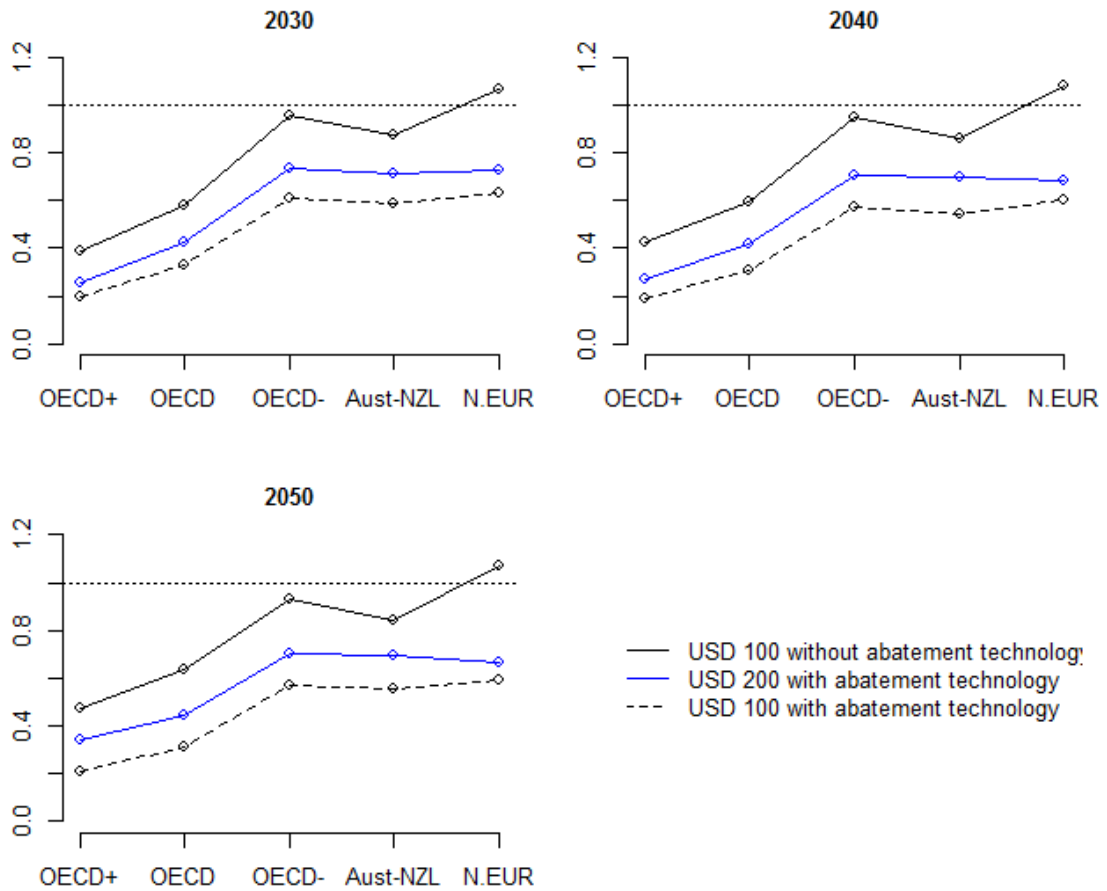 2030
1.2
0.8
0.4
0.0
OECD+ OECD OECD- Aust-NZL N.EUR
2040
1.2
0.8
0.4
0.0
OECD+ OECD OECD- Aust-NZL N.EUR
2050
1.2
0.8
0.4
0.0
OECD+ OECD OECD- Aust-NZL N.EUR
USD 100 without abatement technology
USD 200 with abatement technology
USD 100 with abatement technology